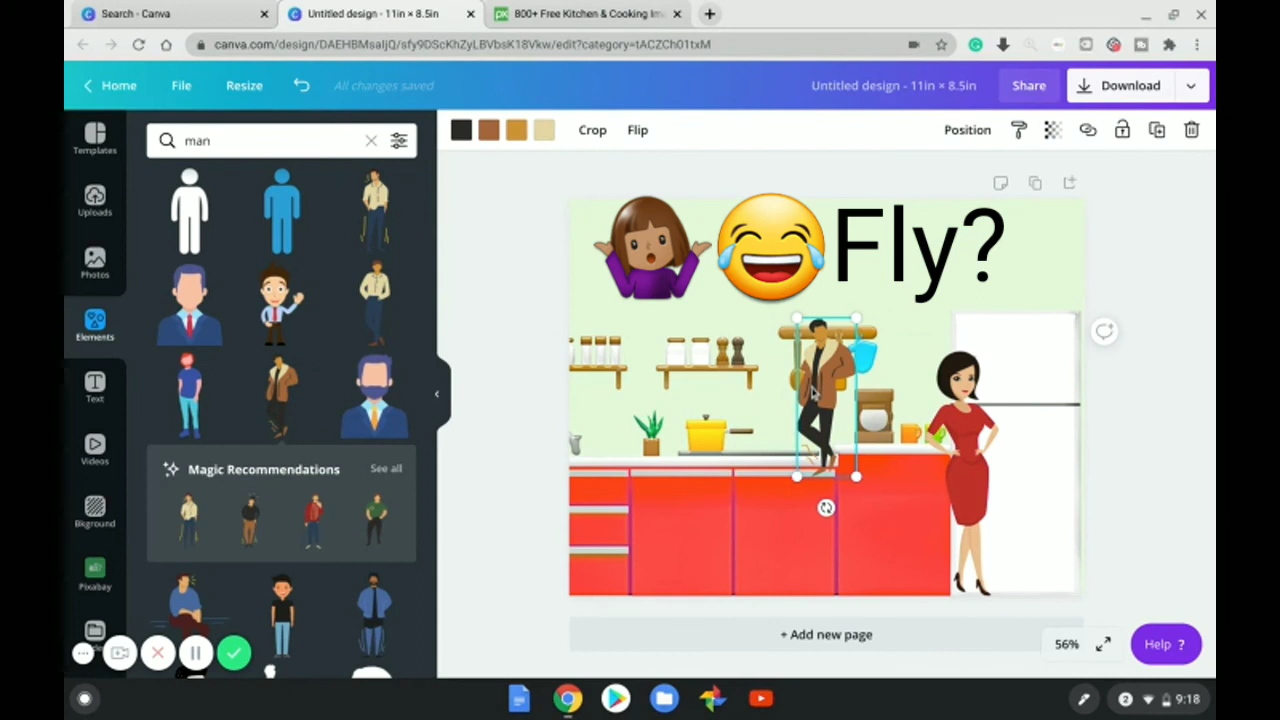 Search - Canva
Untitled design - 11in × 8.5in
800+ Free Kitchen & Cooking Im
canva.com/design/DAEHBMsaljQ/sfy9DScKhZyLBVbsK18Vkw/edit?category=tACZCh01txM
Home
File
Resize
All changes saved
Untitled design - 11in × 8.5in
Share
Download
Templates
Uploads
Photos
Elements
Text
Videos
Bkground
Pixabay
man
Magic Recommendations
See all
Crop
Flip
Position
Fly?
+ Add new page
56%
Help ?
2
9:18